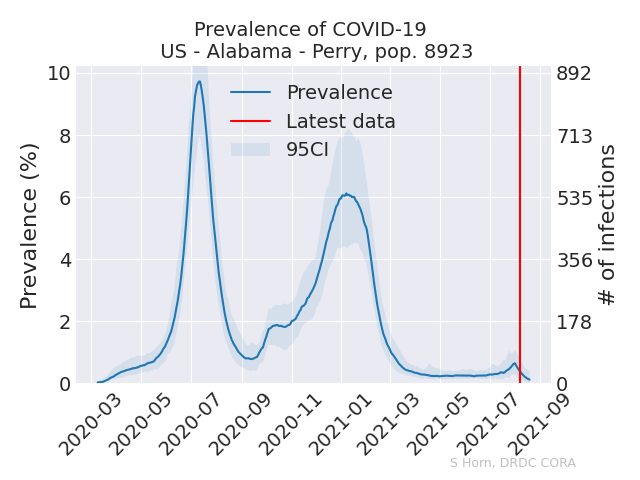 Prevalence of COVID-19
US - Alabama - Perry, pop. 8923
Prevalence
Latest data
95CI
Prevalence (%)
10
8
6
4
2
0
892
713
535
356
178
0
# of infections
2020-03
2020-05
2020-07
2020-09
2020-11
2021-01
2021-03
2021-05
2021-07
2021-09
S Horn, DRDC CORA